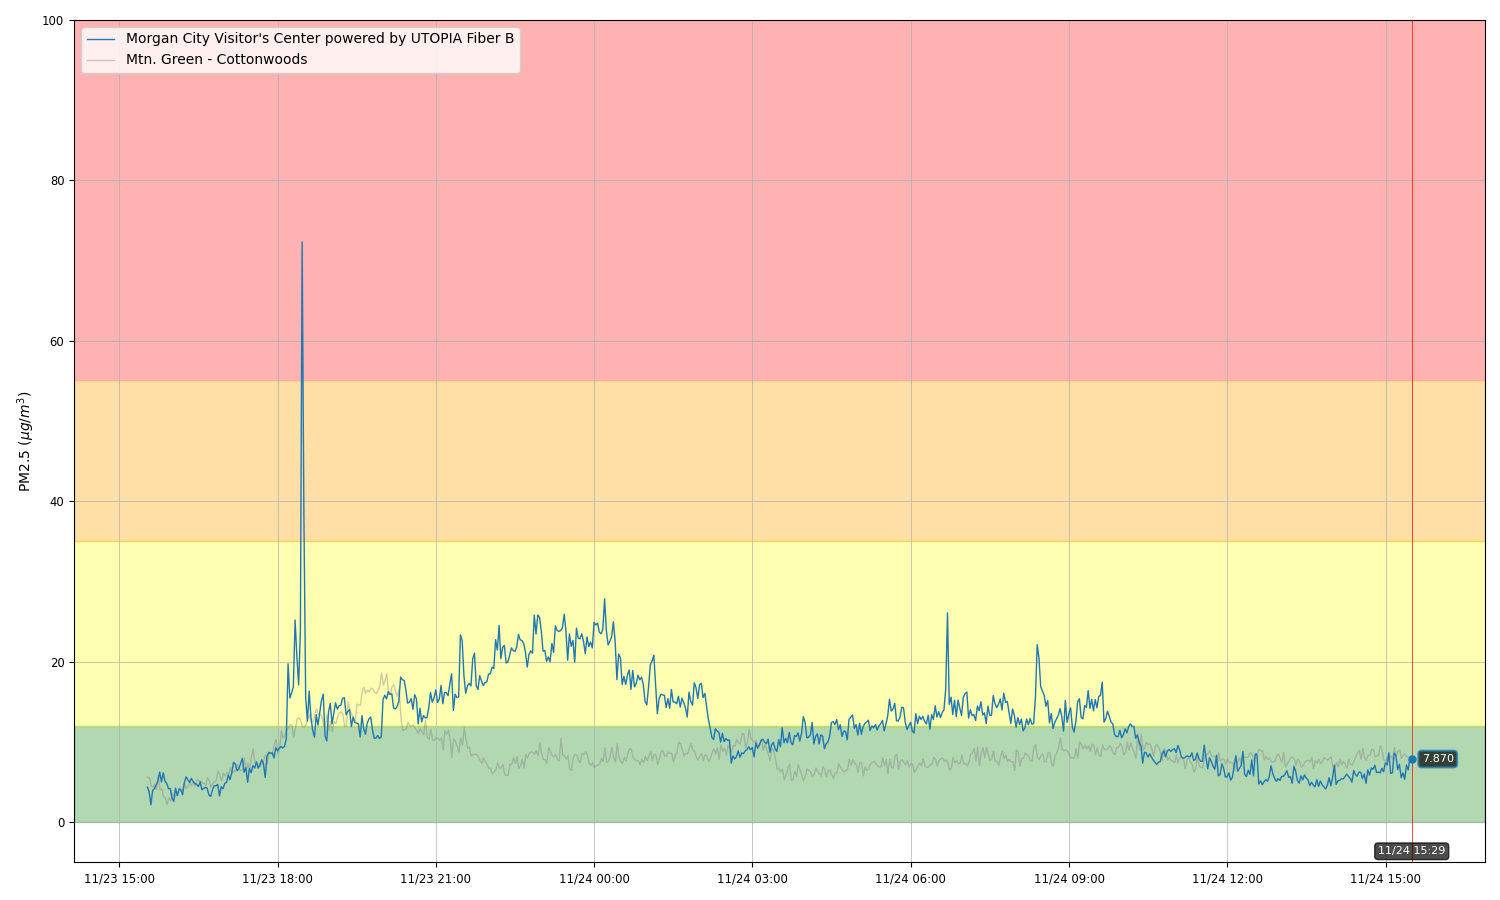 100
Morgan City Visitor's Center powered by UTOPIA Fiber B
Mtn. Green - Cottonwoods
80
60
PM2.5 (μg/m³)
40
20
7.870
0
11/24 15:29
11/23 15:00 11/23 18:00 11/23 21:00 11/24 00:00 11/24 03:00 11/24 06:00 11/24 09:00 11/24 12:00 11/24 15:00